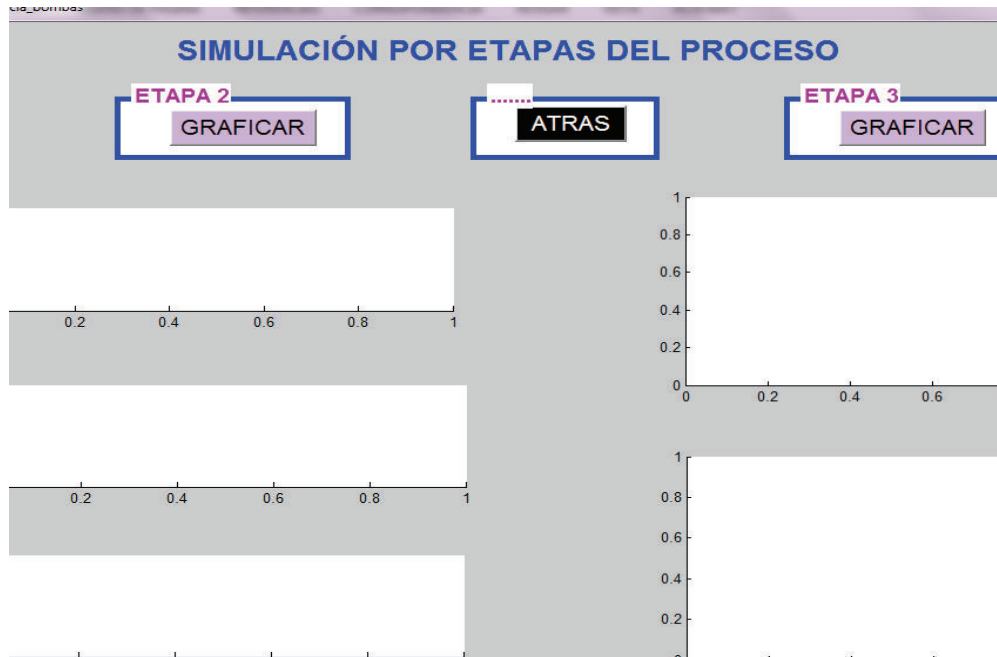 cia_bombas
SIMULACIÓN POR ETAPAS DEL PROCESO
ETAPA 2
GRAFICAR
........
ATRAS
ETAPA 3
GRAFICAR
0.2 0.4 0.6 0.8 1
1
0.8
0.6
0.4
0.2
0
0 0.2 0.4 0.6
0.2 0.4 0.6 0.8 1
1
0.8
0.6
0.4
0.2